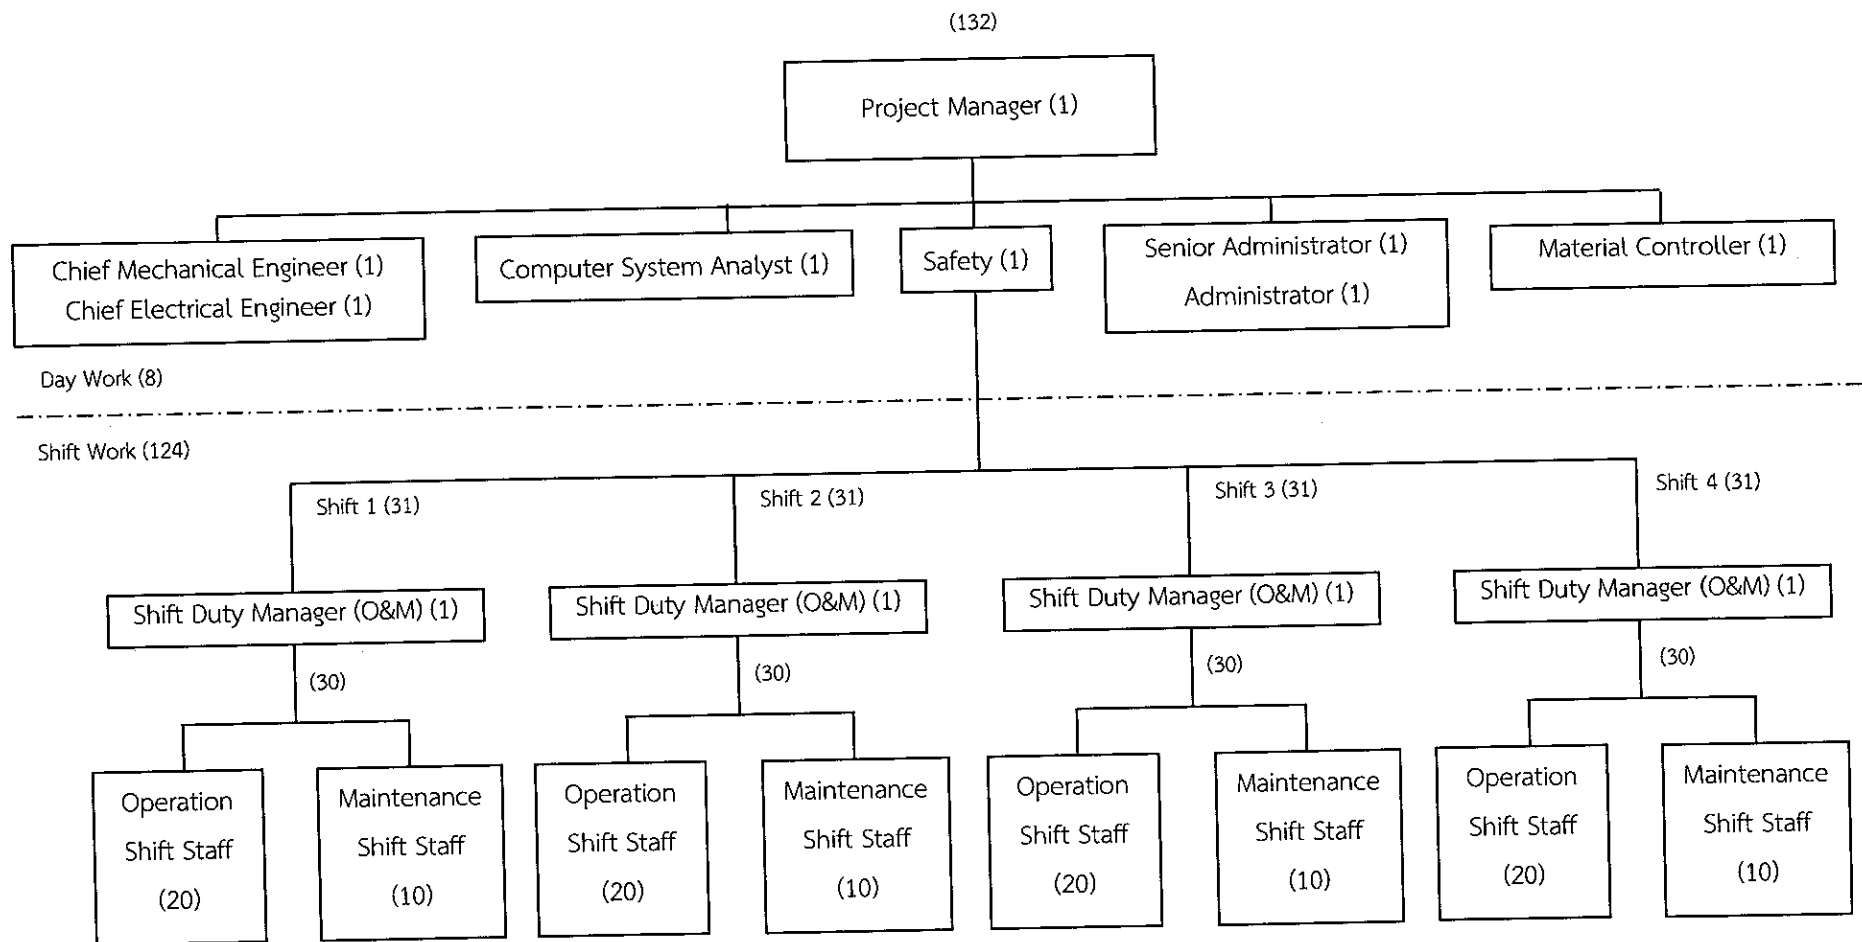 (132)
Project Manager (1)
Chief Mechanical Engineer (1)
Chief Electrical Engineer (1)
Computer System Analyst (1)
Safety (1)
Senior Administrator (1)
Administrator (1)
Material Controller (1)
Day Work (8)
Shift Work (124)
Shift 1 (31)
Shift 2 (31)
Shift 3 (31)
Shift 4 (31)
Shift Duty Manager (O&M) (1)
Shift Duty Manager (O&M) (1)
Shift Duty Manager (O&M) (1)
Shift Duty Manager (O&M) (1)
(30)
(30)
(30)
(30)
Operation
Shift Staff
(20)
Maintenance
Shift Staff
(10)
Operation
Shift Staff
(20)
Maintenance
Shift Staff
(10)
Operation
Shift Staff
(20)
Maintenance
Shift Staff
(10)
Operation
Shift Staff
(20)
Maintenance
Shift Staff
(10)